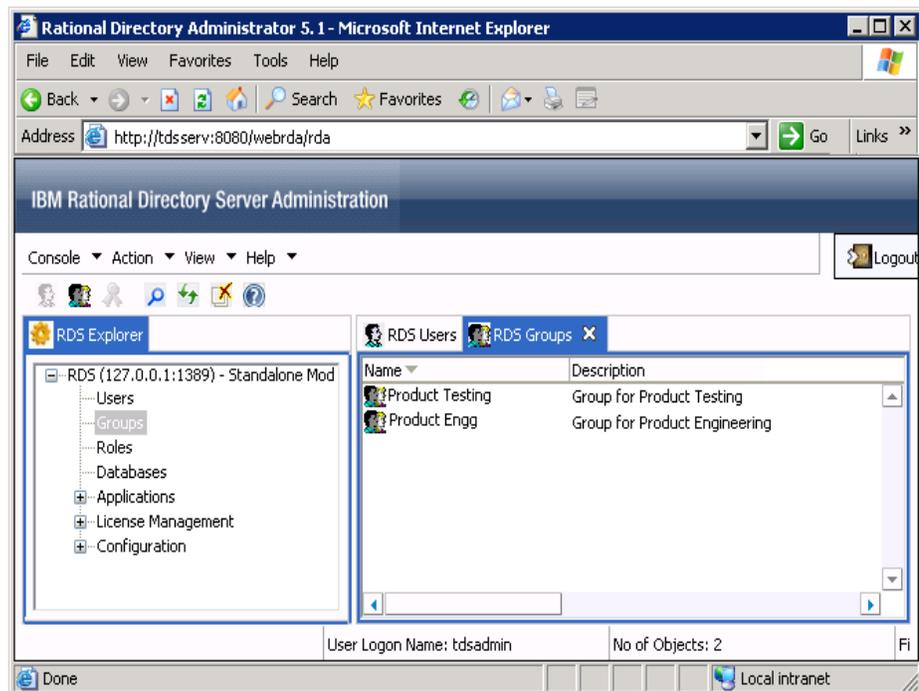 Rational Directory Administrator 5.1 - Microsoft Internet Explorer
File Edit View Favorites Tools Help
Back Search Favorites
Address http://tdsserv:8080/webrda/rda Go Links »
IBM Rational Directory Server Administration
Console Action View Help Logout
RDS Explorer
RDS (127.0.0.1:1389) - Standalone Mod
Users
Groups
Roles
Databases
Applications
License Management
Configuration
RDS Users RDS Groups
Name Description
Product Testing Group for Product Testing
Product Engg Group for Product Engineering
User Logon Name: tdsadmin No of Objects: 2 Fi
Done Local intranet